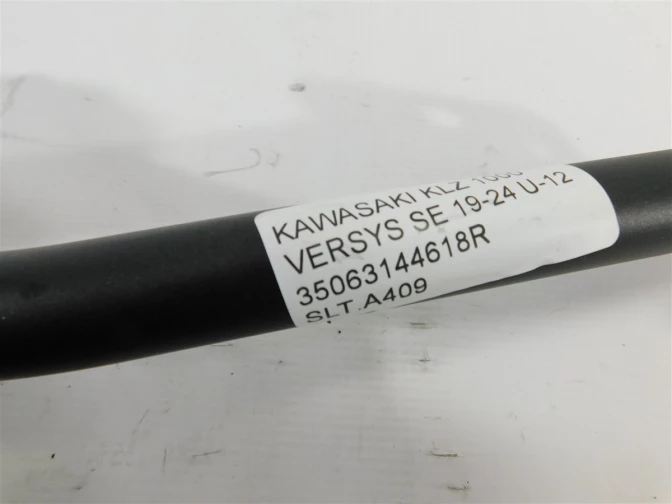 KAWASAKI KLZ 1000
VERSYS SE 19-24 U-12
35063144618R
SLT.A409